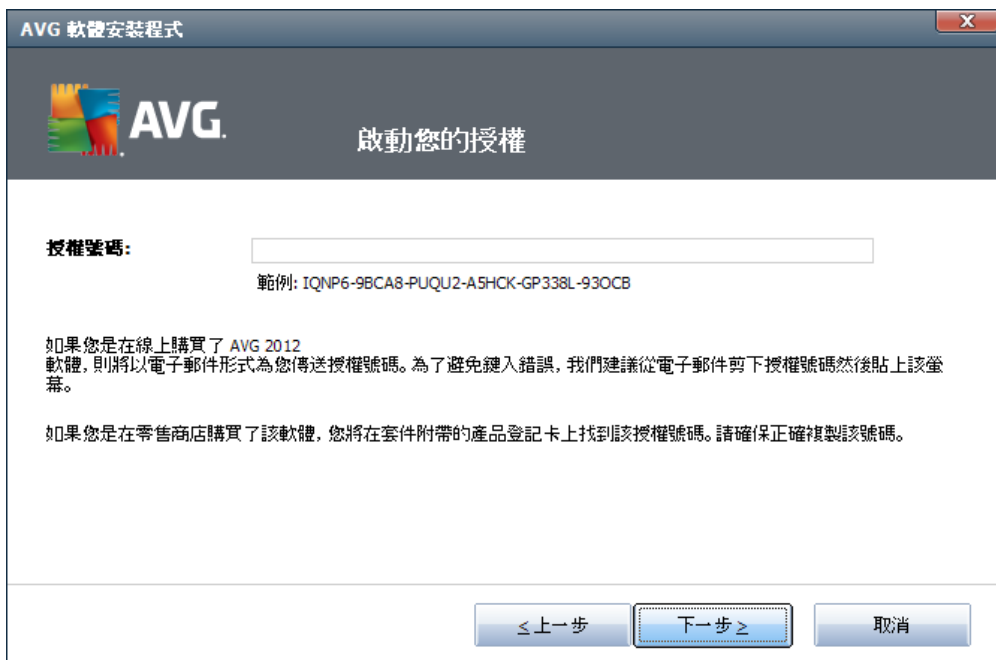 AVG 軟體安裝程式
AVG.
啟動您的授權
授權號碼:
範例: IQNP6-9BCA8-PUQU2-A5HCK-GP338L-93OCB
如果您是在線上購買了 AVG 2012
軟體, 則將以電子郵件形式為您傳送授權號碼。為了避免鍵入錯誤, 我們建議從電子郵件剪下授權號碼然後貼上該螢
幕。
如果您是在零售商店購買了該軟體, 您將在套件附帶的產品登記卡上找到該授權號碼。請確保正確複製該號碼。
≤ 上一步
下一步 ≥
取消